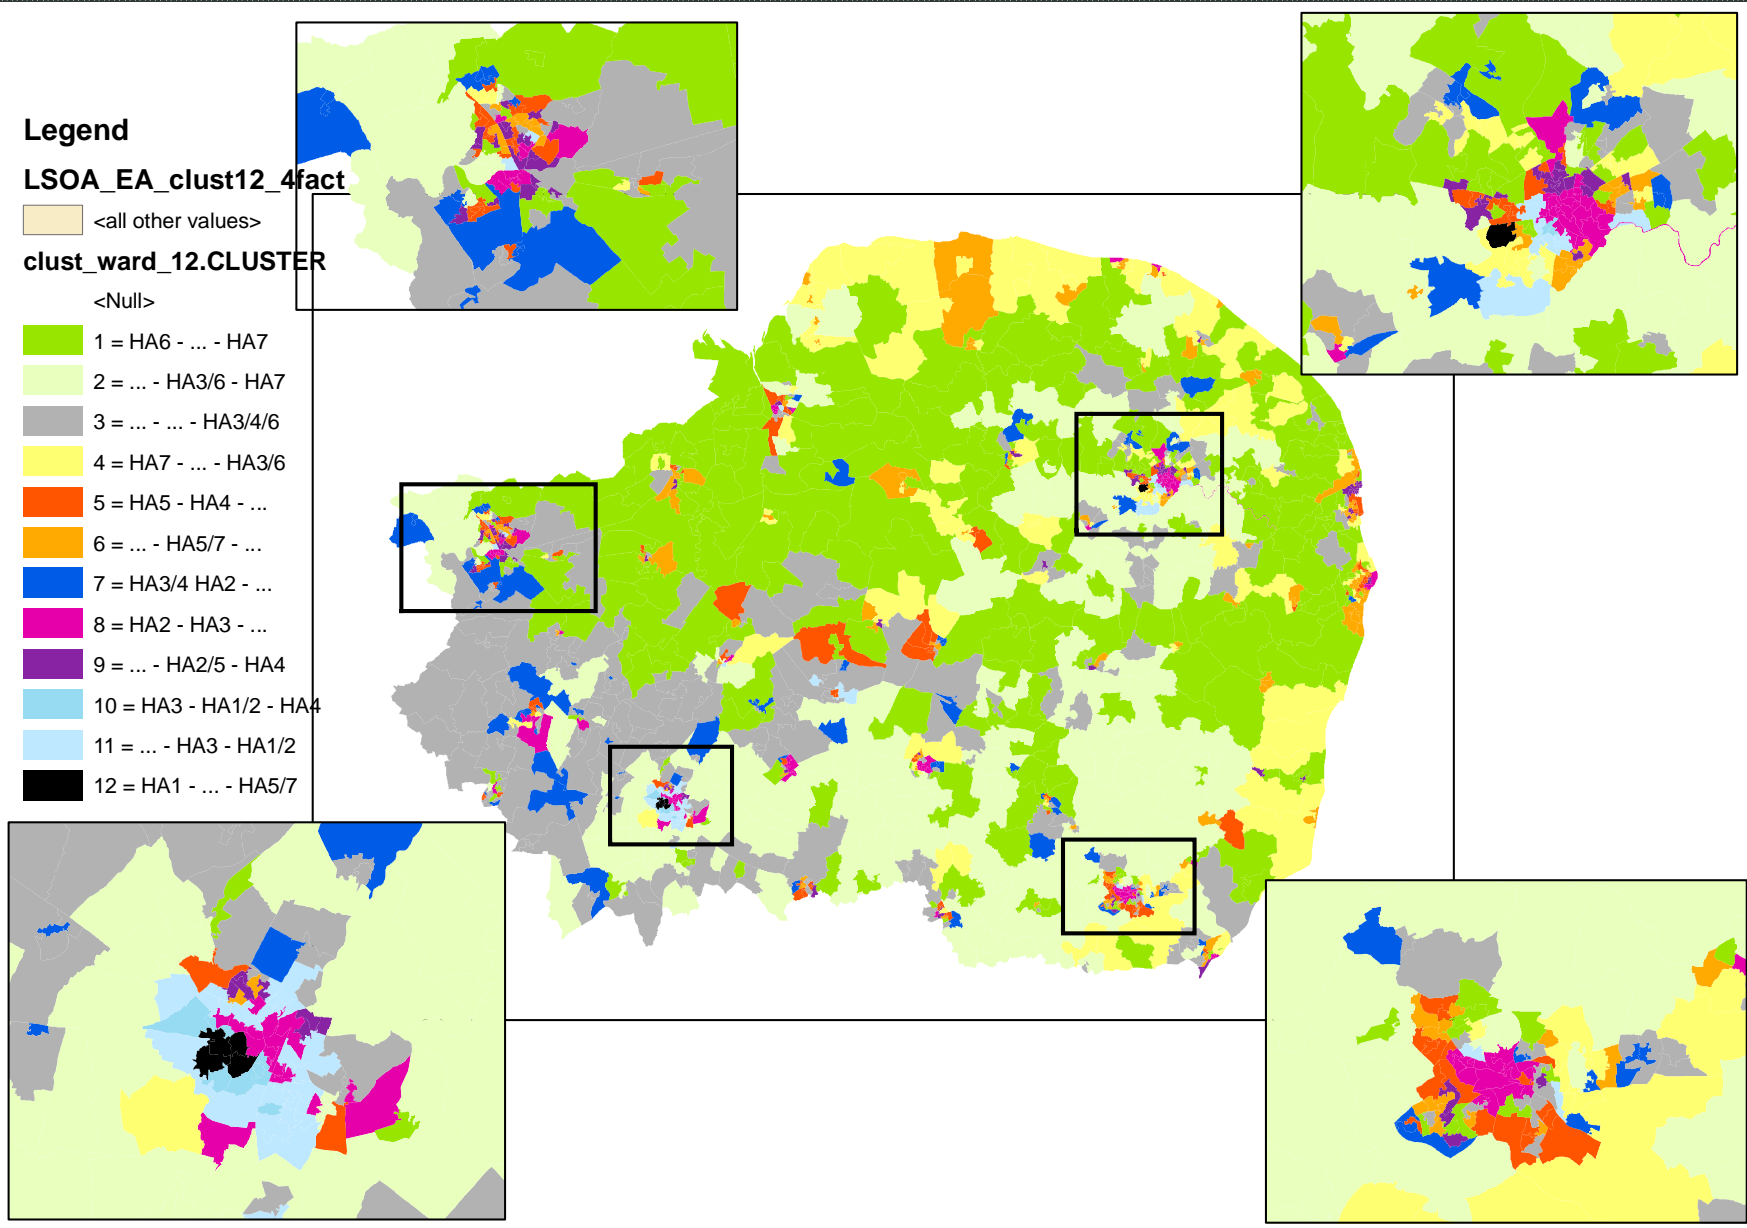 Legend
LSOA_EA_clust12_4fact
<all other values>
clust_ward_12.CLUSTER
<Null>
1 = HA6 - ... - HA7
2 = ... - HA3/6 - HA7
3 = ... - ... - HA3/4/6
4 = HA7 - ... - HA3/6
5 = HA5 - HA4 - ...
6 = ... - HA5/7 - ...
7 = HA3/4 HA2 - ...
8 = HA2 - HA3 - ...
9 = ... - HA2/5 - HA4
10 = HA3 - HA1/2 - HA4
11 = ... - HA3 - HA1/2
12 = HA1 - ... - HA5/7